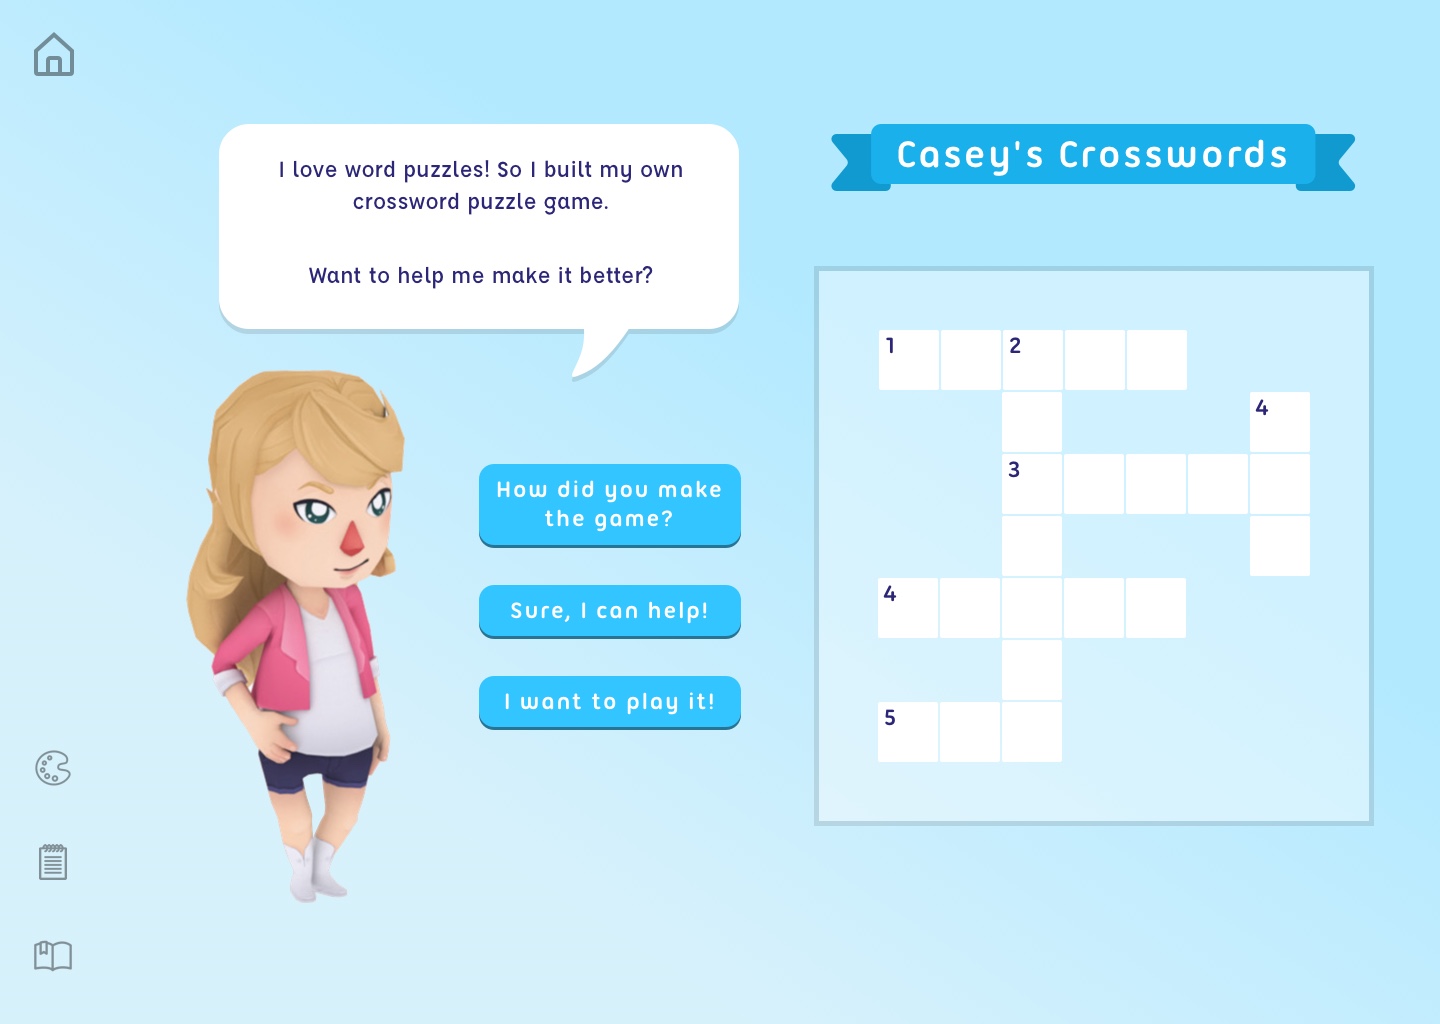 I love word puzzles! So I built my own
crossword puzzle game.
Want to help me make it better?
How did you make
the game?
Sure, I can help!
I want to play it!
Casey's Crosswords
1
2
4
3
4
5